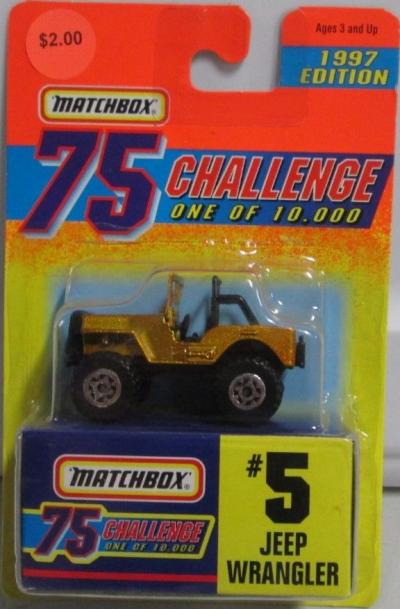 $2.00
Ages 3 and Up
1997
EDITION
MATCHBOX
75 CHALLENGE
ONE OF 10.000
MATCHBOX
75 CHALLENGE
ONE OF 10.000
#5
JEEP
WRANGLER